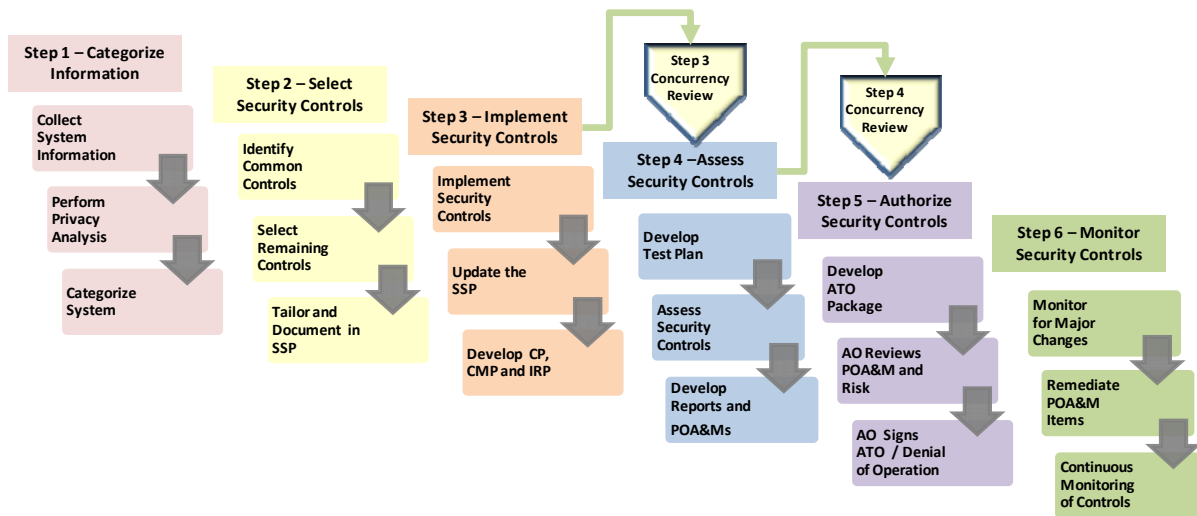 Step 1 – Categorize
Information
Collect
System
Information
Perform
Privacy
Analysis
Categorize
System
Step 2 – Select
Security Controls
Identify
Common
Controls
Select
Remaining
Controls
Tailor and
Document in
SSP
Step 3 – Implement
Security Controls
Implement
Security
Controls
Update the
SSP
Develop CP,
CMP and IRP
Step 3
Concurrency
Review
Step 4 –Assess
Security Controls
Develop
Test Plan
Assess
Security
Controls
Develop
Reports and
POA&Ms
Step 4
Concurrency
Review
Step 5 – Authorize
Security Controls
Develop
ATO
Package
AO Reviews
POA&M and
Risk
AO Signs
ATO / Denial
of Operation
Step 6 – Monitor
Security Controls
Monitor
for Major
Changes
Remediate
POA&M
Items
Continuous
Monitoring
of Controls